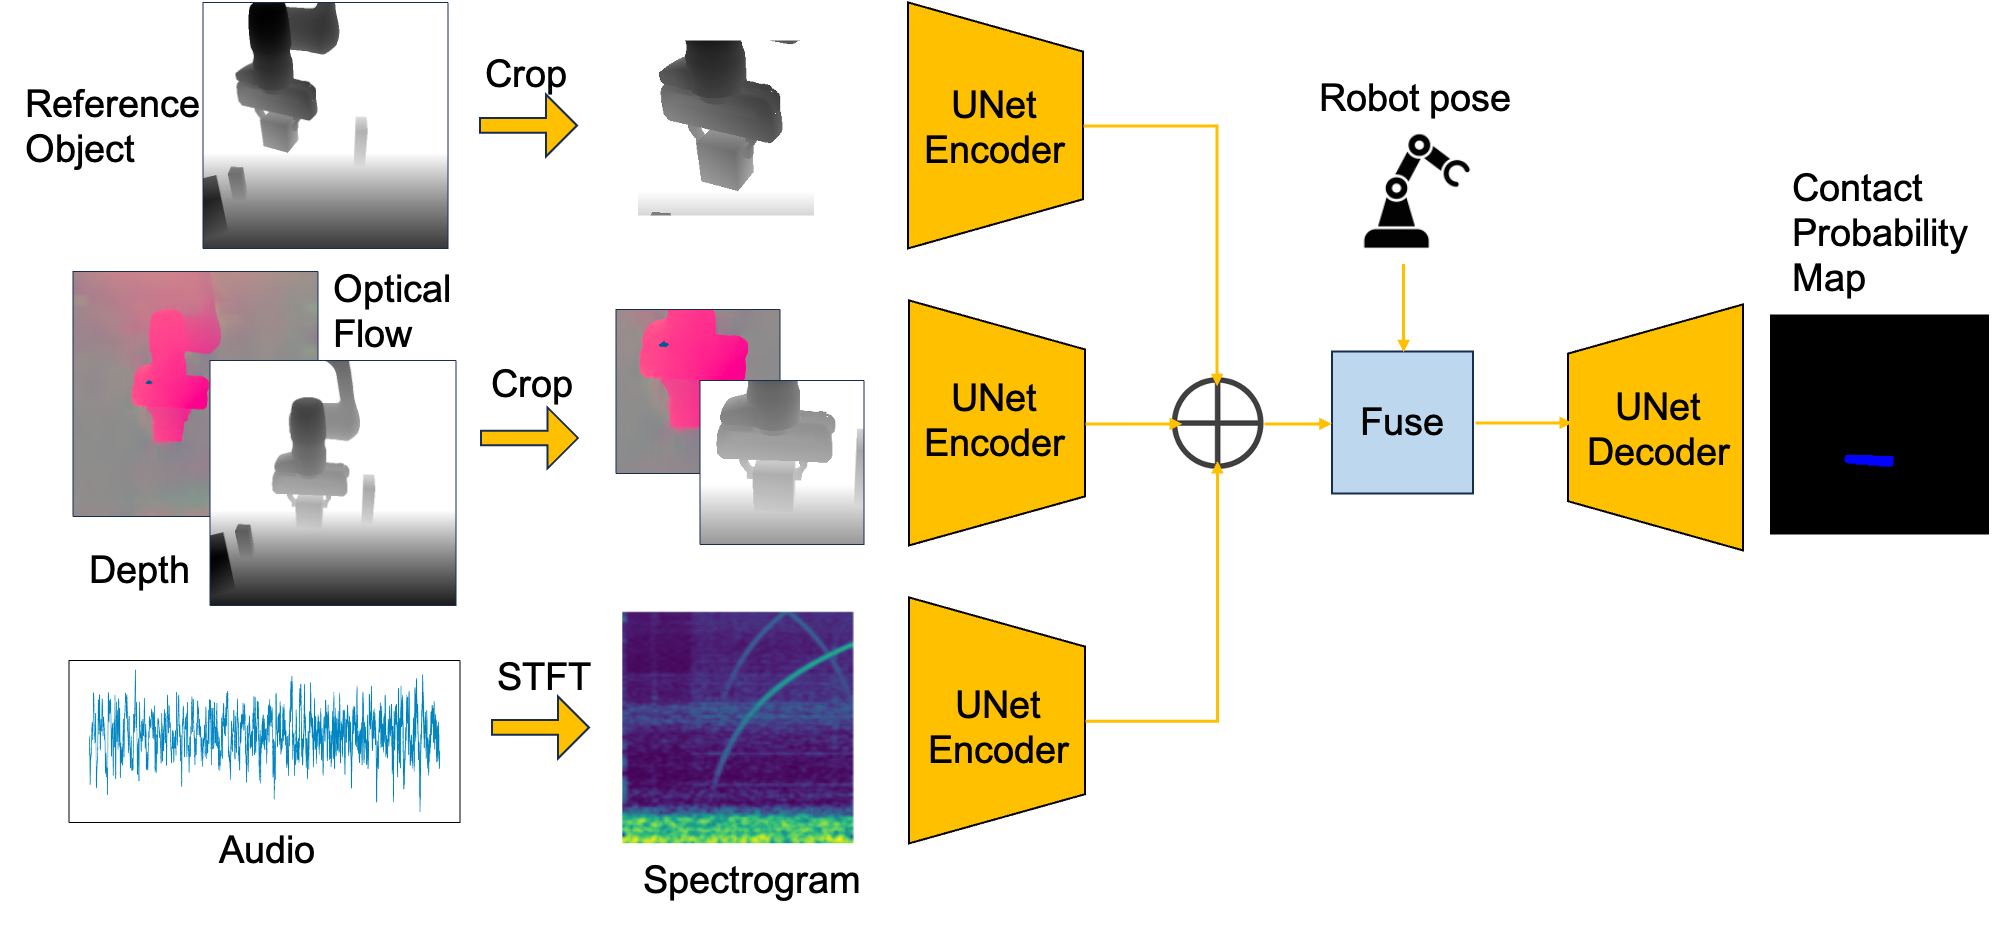 Reference
Object
Crop
UNet
Encoder
Optical
Flow
Depth
Crop
UNet
Encoder
Audio
STFT
Spectrogram
UNet
Encoder
Robot pose
Fuse
UNet
Decoder
Contact
Probability
Map